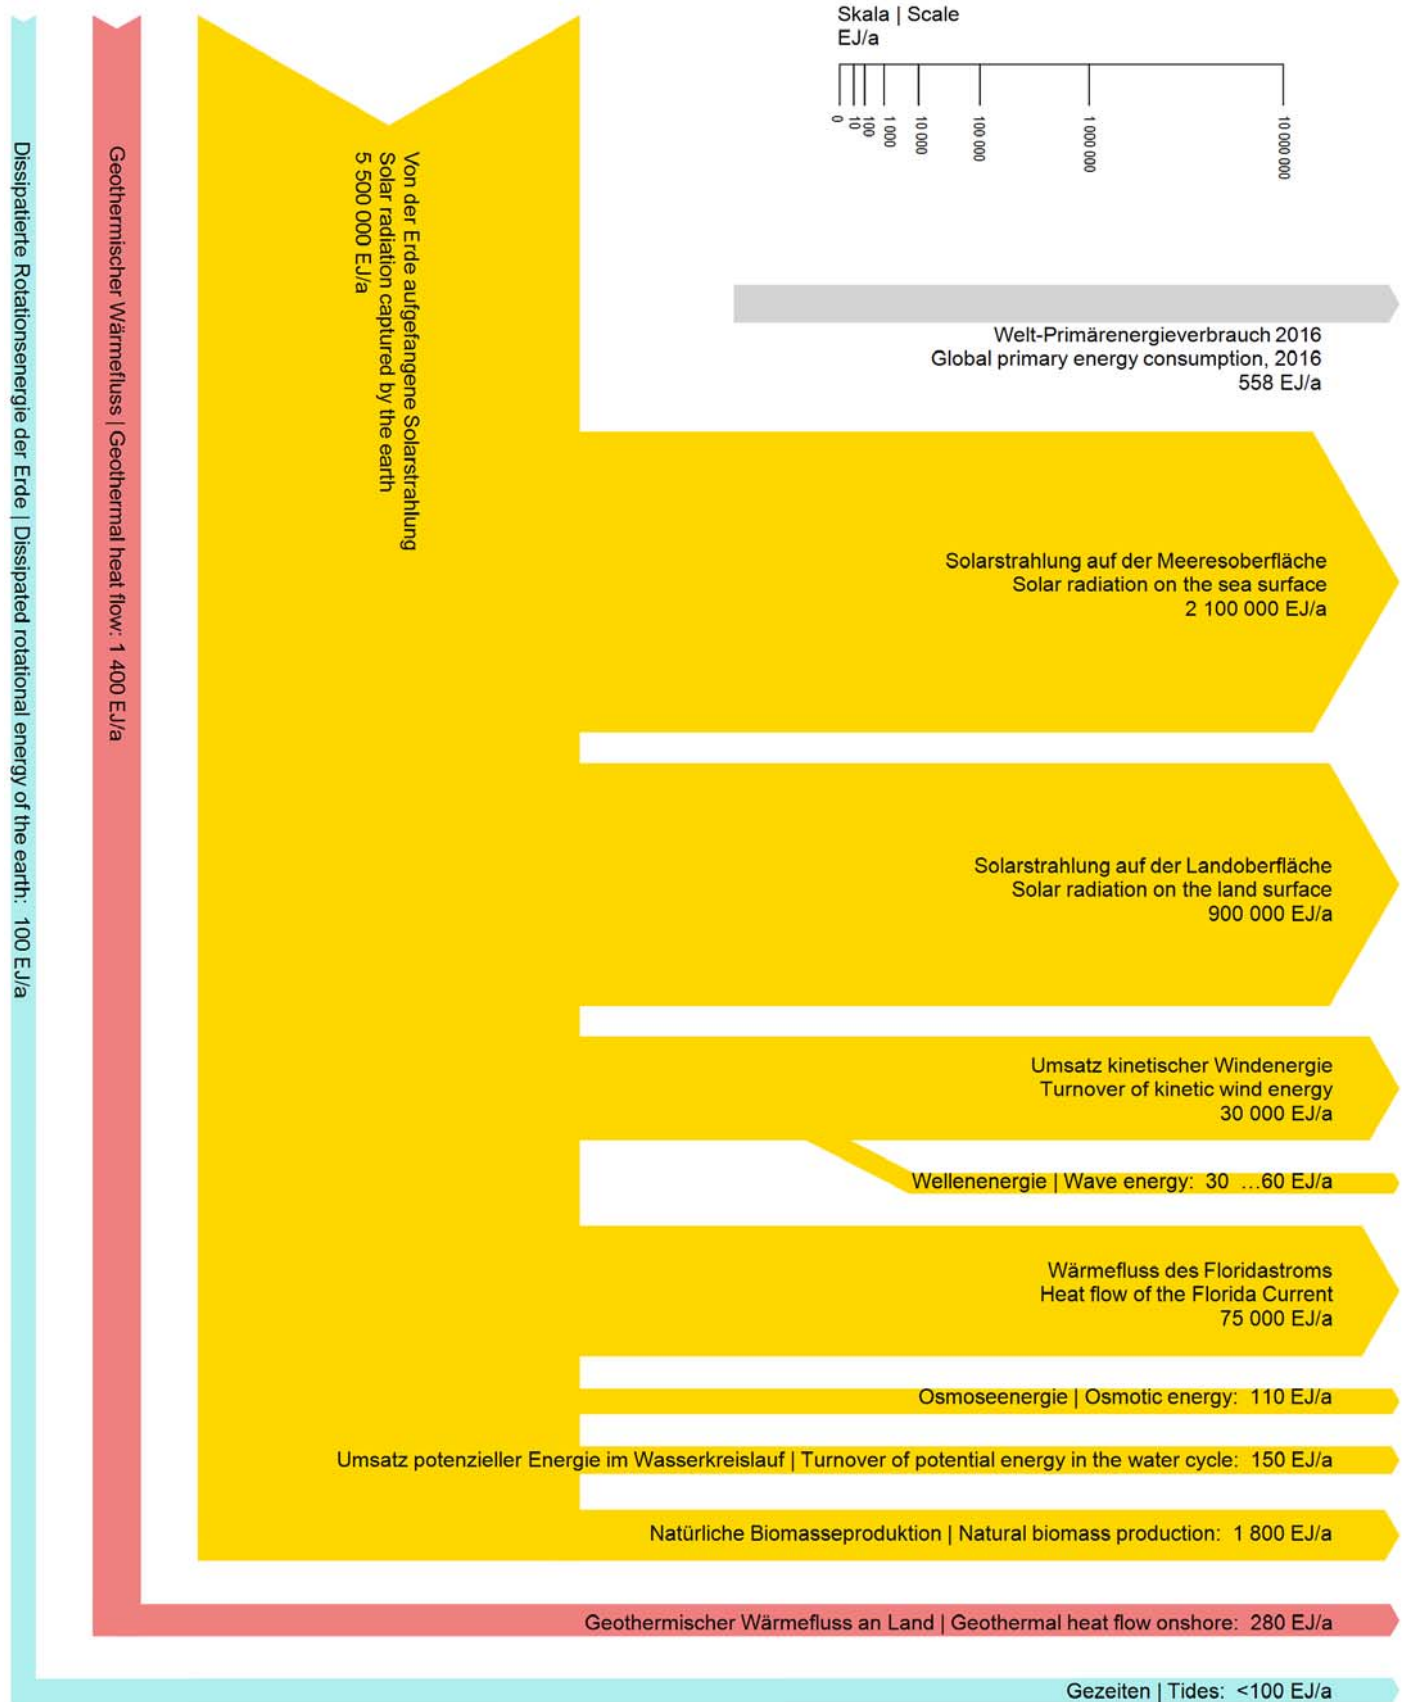 Skala | Scale
EJ/a
0
10
100
1 000
10 000
100 000
1 000 000
10 000 000
Dissipatierte Rotationsenergie der Erde | Dissipated rotational energy of the earth: 100 EJ/a
Geothermischer Wärmefluss | Geothermal heat flow: 1 400 EJ/a
Von der Erde aufgefangene Solarstrahlung
Solar radiation captured by the earth
5 500 000 EJ/a
Welt-Primärenergieverbrauch 2016
Global primary energy consumption, 2016
558 EJ/a
Solarstrahlung auf der Meeresoberfläche
Solar radiation on the sea surface
2 100 000 EJ/a
Solarstrahlung auf der Landoberfläche
Solar radiation on the land surface
900 000 EJ/a
Umsatz kinetischer Windenergie
Turnover of kinetic wind energy
30 000 EJ/a
Wellenenergie | Wave energy: 30 …60 EJ/a
Wärmefluss des Floridastroms
Heat flow of the Florida Current
75 000 EJ/a
Osmoseenergie | Osmotic energy: 110 EJ/a
Umsatz potenzieller Energie im Wasserkreislauf | Turnover of potential energy in the water cycle: 150 EJ/a
Natürliche Biomasseproduktion | Natural biomass production: 1 800 EJ/a
Geothermischer Wärmefluss an Land | Geothermal heat flow onshore: 280 EJ/a
Gezeiten | Tides: <100 EJ/a